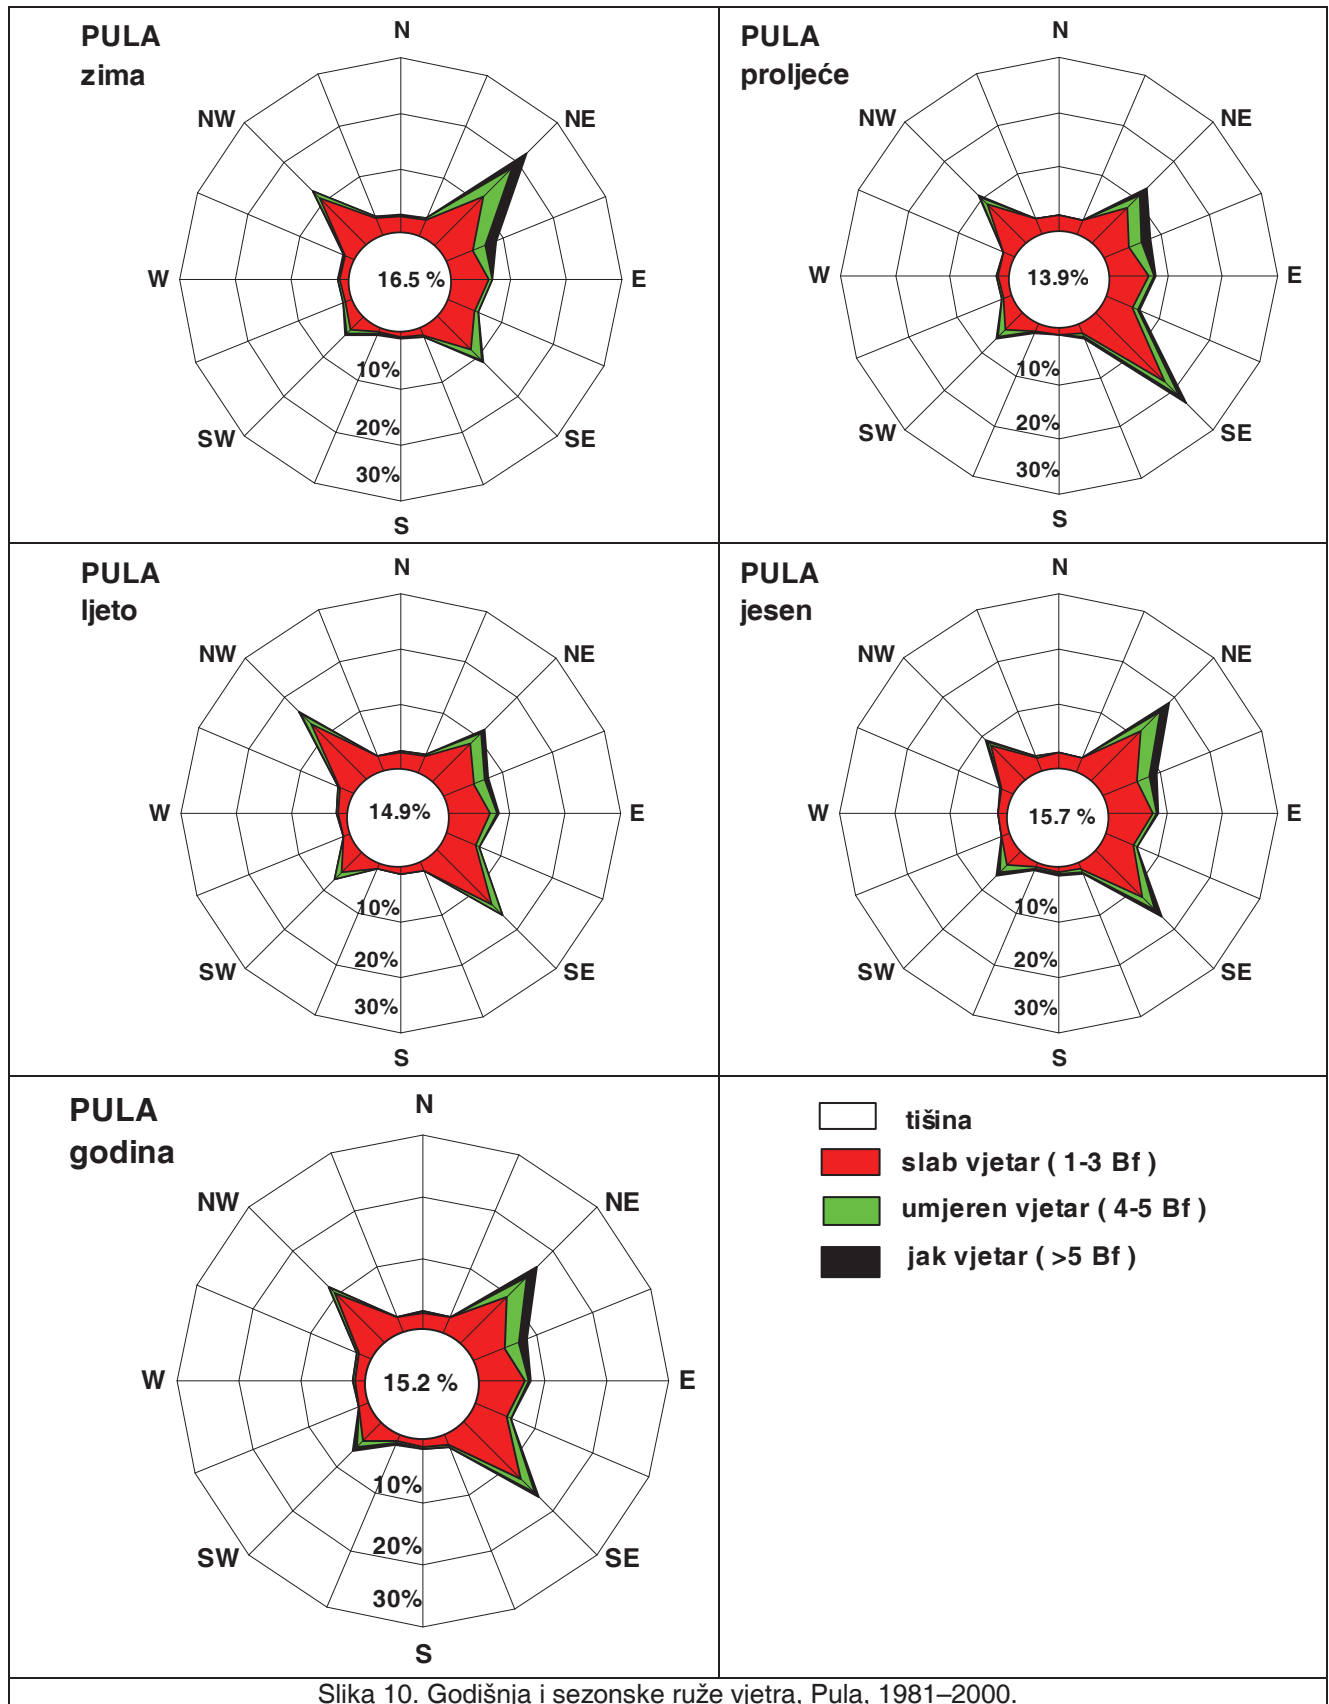 PULA
zima
N
NW
NE
W
16.5 %
E
10%
SW
20%
SE
30%
S
PULA
proljeće
N
NW
NE
W
13.9%
E
10%
SW
20%
SE
30%
S
PULA
ljeto
N
NW
NE
W
14.9%
E
10%
SW
20%
SE
30%
S
PULA
jesen
N
NW
NE
W
15.7 %
E
10%
SW
20%
SE
30%
S
PULA
godina
N
NW
NE
W
15.2 %
E
10%
SW
20%
SE
30%
S
tišina
slab vjetar ( 1-3 Bf )
umjeren vjetar ( 4-5 Bf )
jak vjetar ( >5 Bf )
Slika 10. Godišnja i sezonske ruže vjetra, Pula, 1981–2000.